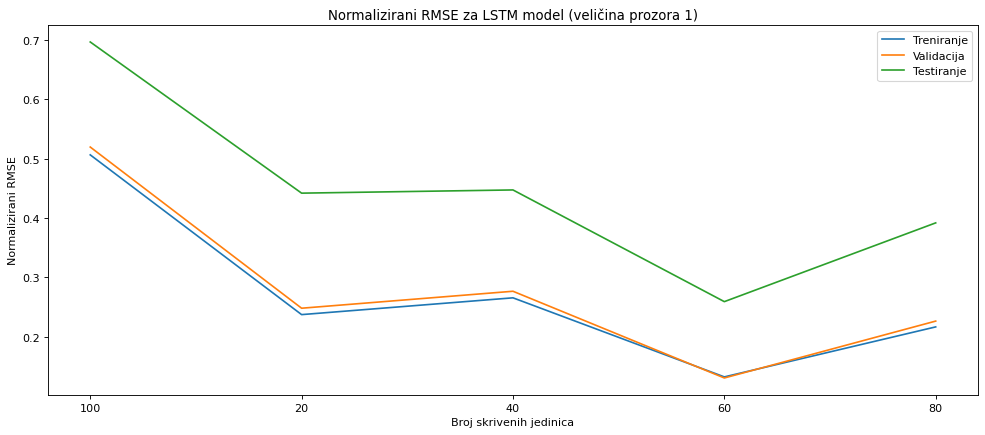 Normalizirani RMSE za LSTM model (veličina prozora 1)
Treniranje
Validacija
Testiranje
Normalizirani RMSE
0.7
0.6
0.5
0.4
0.3
0.2
100 20 40 60 80
Broj skrivenih jedinica